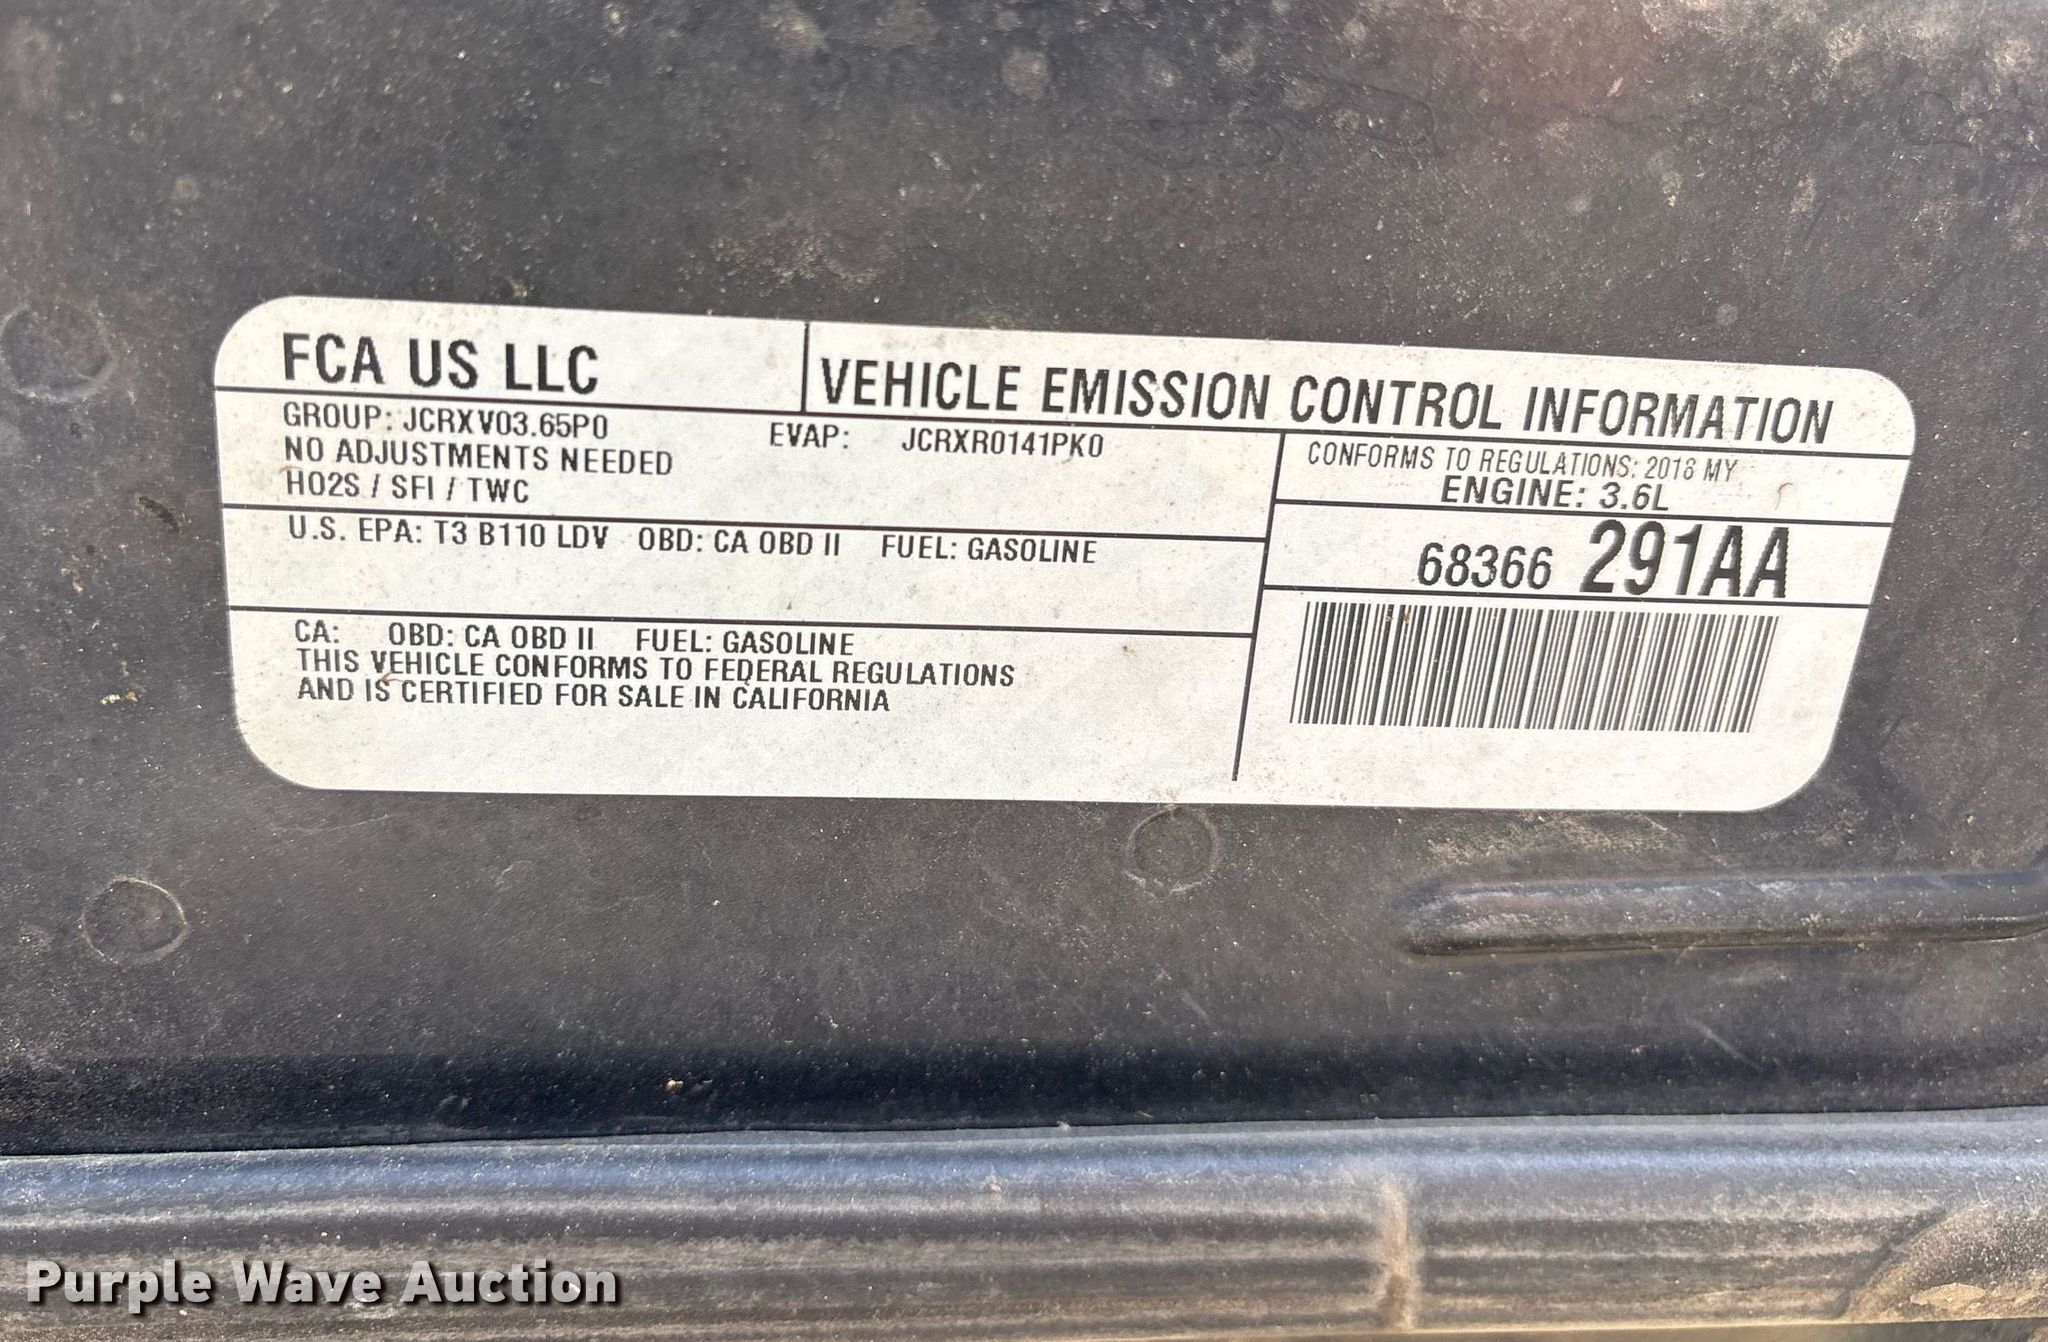 FCA US LLC
VEHICLE EMISSION CONTROL INFORMATION
GROUP: JCRXV03.65P0
EVAP: JCRXR0141PK0
NO ADJUSTMENTS NEEDED
HO2S / SFI / TWC
CONFORMS TO REGULATIONS: 2018 MY
ENGINE: 3.6L
U.S. EPA: T3 B110 LDV OBD: CA OBD II FUEL: GASOLINE
68366 291AA
CA: OBD: CA OBD II FUEL: GASOLINE
THIS VEHICLE CONFORMS TO FEDERAL REGULATIONS
AND IS CERTIFIED FOR SALE IN CALIFORNIA
Purple Wave Auction